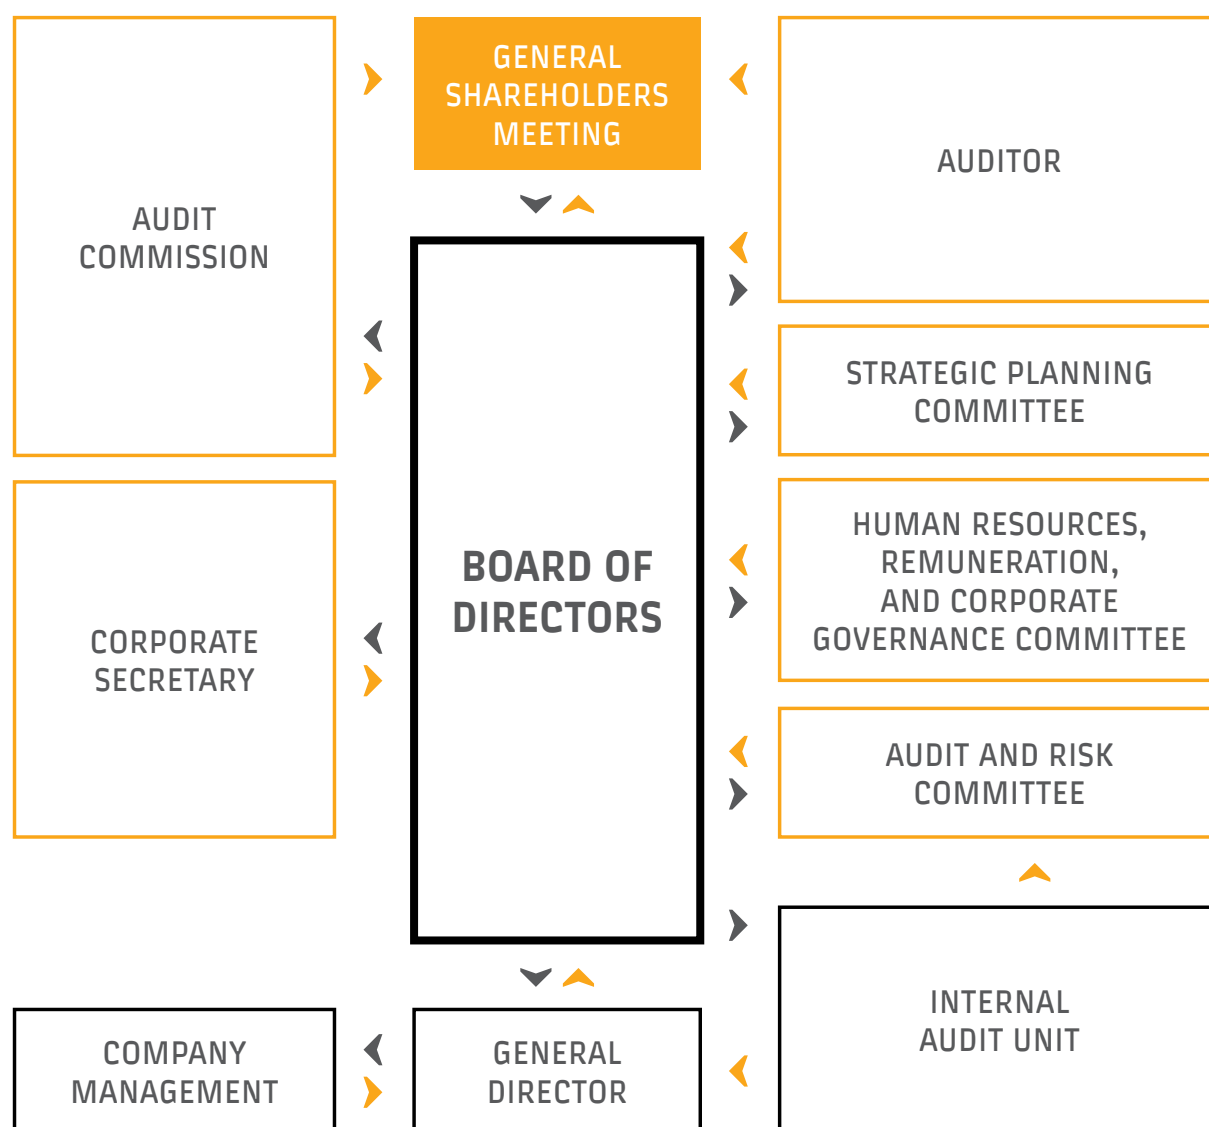 GENERAL
SHAREHOLDERS
MEETING
AUDITOR
AUDIT
COMMISSION
STRATEGIC PLANNING
COMMITTEE
BOARD OF
DIRECTORS
HUMAN RESOURCES,
REMUNERATION,
AND CORPORATE
GOVERNANCE COMMITTEE
CORPORATE
SECRETARY
AUDIT AND RISK
COMMITTEE
INTERNAL
AUDIT UNIT
COMPANY
MANAGEMENT
GENERAL
DIRECTOR